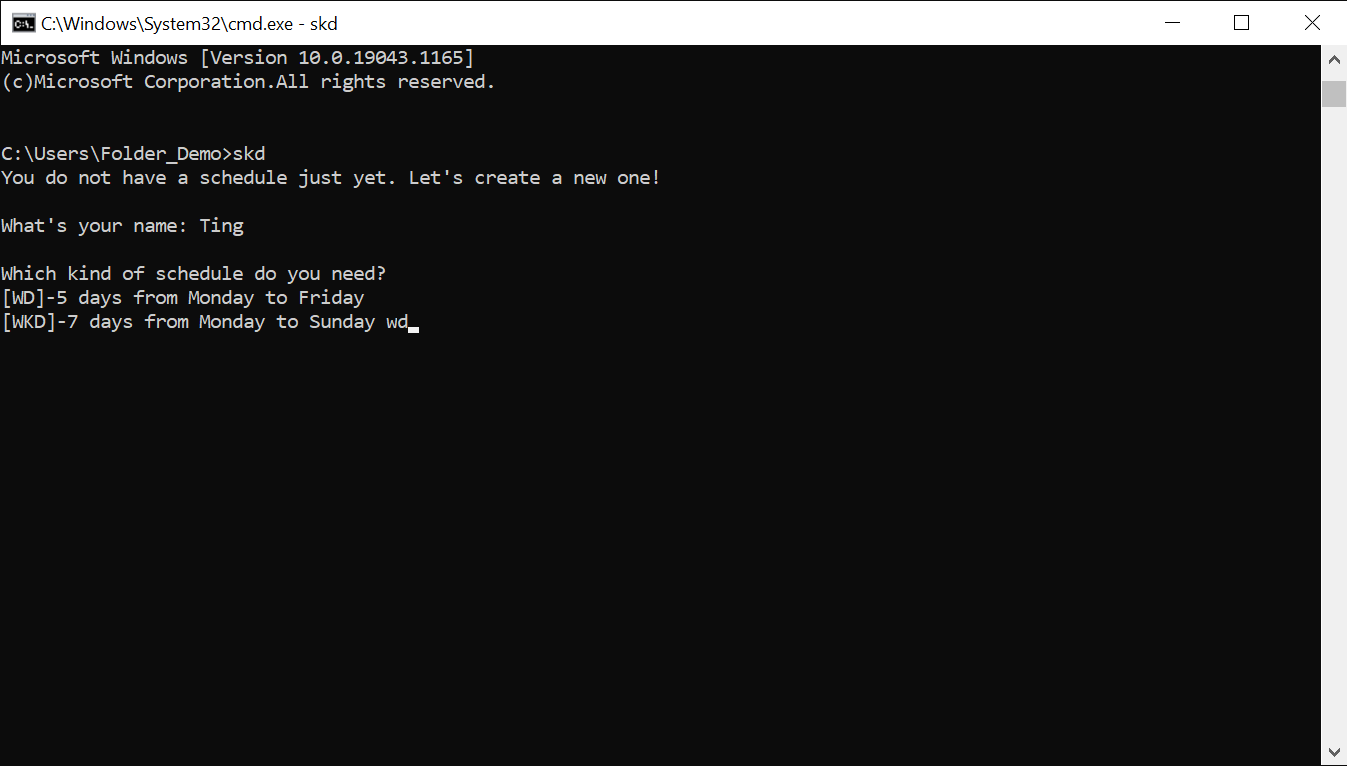 C:\Windows\System32\cmd.exe - skd
Microsoft Windows [Version 10.0.19043.1165]
(c)Microsoft Corporation.All rights reserved.
C:\Users\Folder_Demo>skd
You do not have a schedule just yet. Let's create a new one!
What's your name: Ting
Which kind of schedule do you need?
[WD]-5 days from Monday to Friday
[WKD]-7 days from Monday to Sunday wd